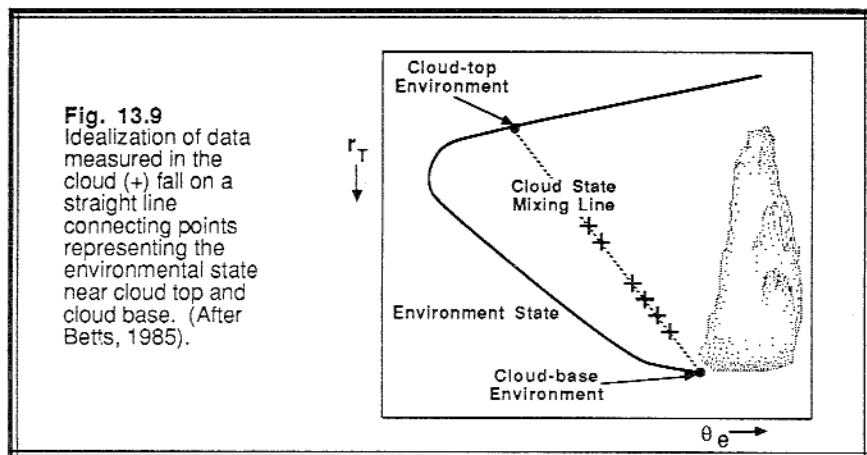 Fig. 13.9
Idealization of data
measured in the
cloud (+) fall on a
straight line
connecting points
representing the
environmental state
near cloud top and
cloud base. (After
Betts, 1985).
Cloud-top
Environment
r_T
Cloud State
Mixing Line
Environment State
Cloud-base
Environment
θ_e